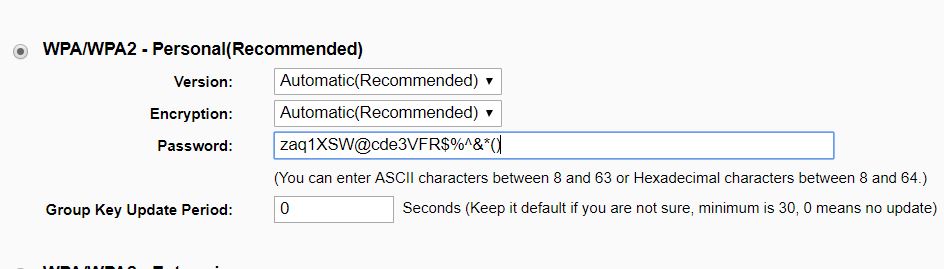 WPA/WPA2 - Personal(Recommended)
Version: Automatic(Recommended)
Encryption: Automatic(Recommended)
Password: zaq1XSW@cde3VFR$%^&*()
(You can enter ASCII characters between 8 and 63 or Hexadecimal characters between 8 and 64.)
Group Key Update Period: 0 Seconds (Keep it default if you are not sure, minimum is 30, 0 means no update)